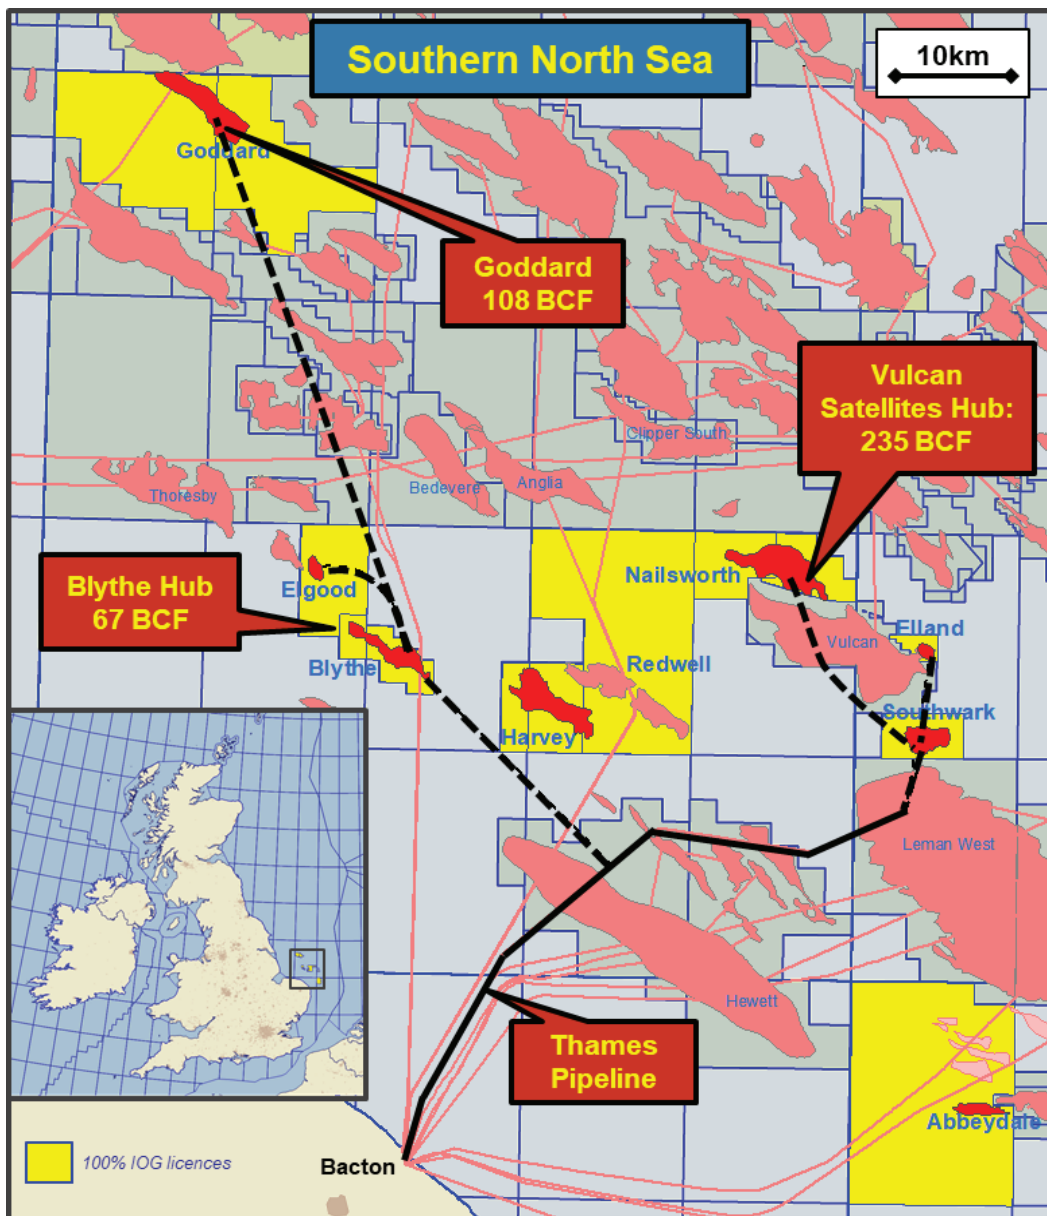 Southern North Sea
10km
Goddard
Goddard
108 BCF
Vulcan
Satellites Hub:
235 BCF
Clipper South
Thoresby
Bedevere
Anglia
Blythe Hub
67 BCF
Elgood
Nailsworth
Blythe
Redwell
Vulcan
Elland
Harvey
Southwark
Leman West
Hewett
Thames
Pipeline
Abbeydale
Bacton
100% IOG licences